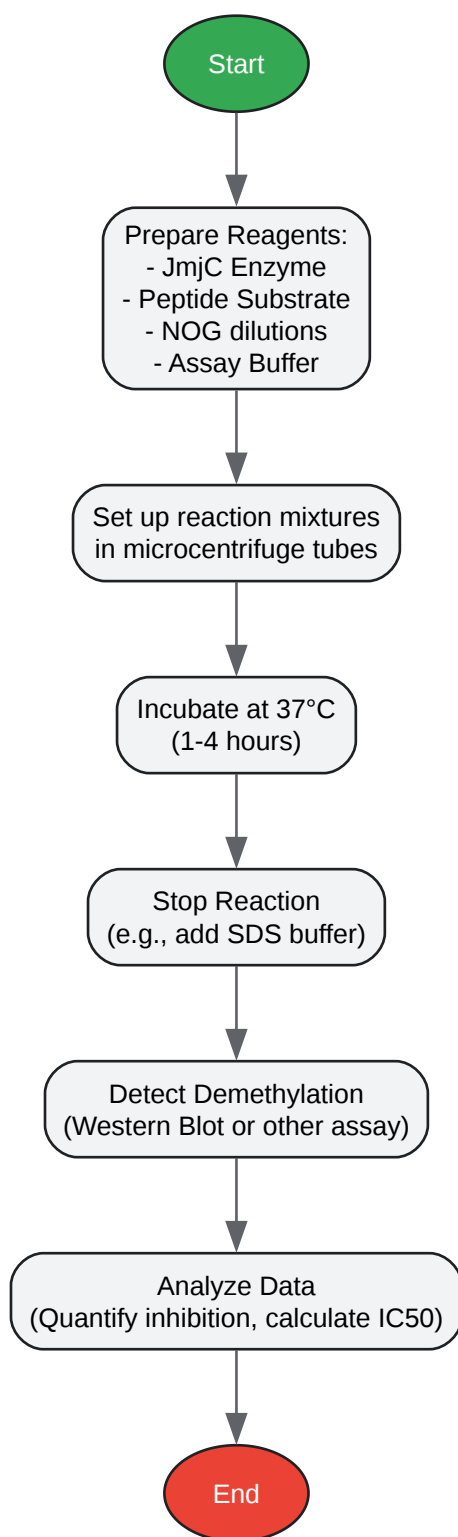 Start
Prepare Reagents:
- JmjC Enzyme
- Peptide Substrate
- NOG dilutions
- Assay Buffer
Set up reaction mixtures
in microcentrifuge tubes
Incubate at 37°C
(1-4 hours)
Stop Reaction
(e.g., add SDS buffer)
Detect Demethylation
(Western Blot or other assay)
Analyze Data
(Quantify inhibition, calculate IC50)
End